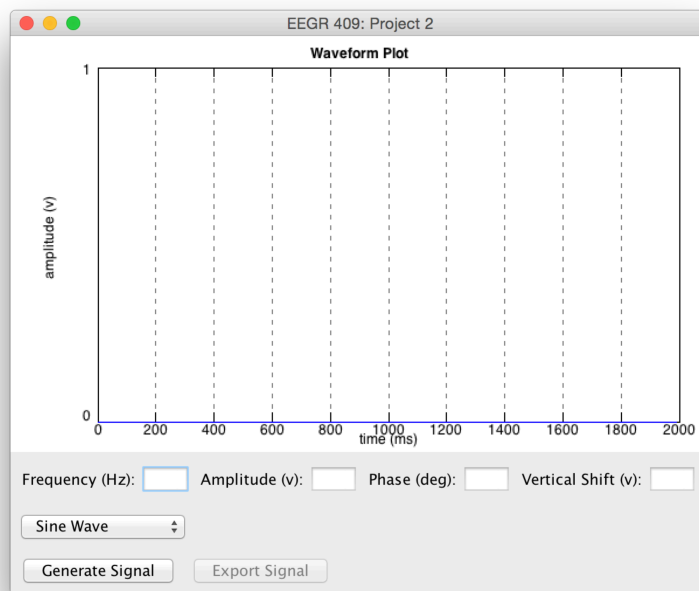 EEGR 409: Project 2
Waveform Plot
1
amplitude (v)
0
0 200 400 600 800 1000 1200 1400 1600 1800 2000
time (ms)
Frequency (Hz): Amplitude (v): Phase (deg): Vertical Shift (v):
Sine Wave
Generate Signal Export Signal